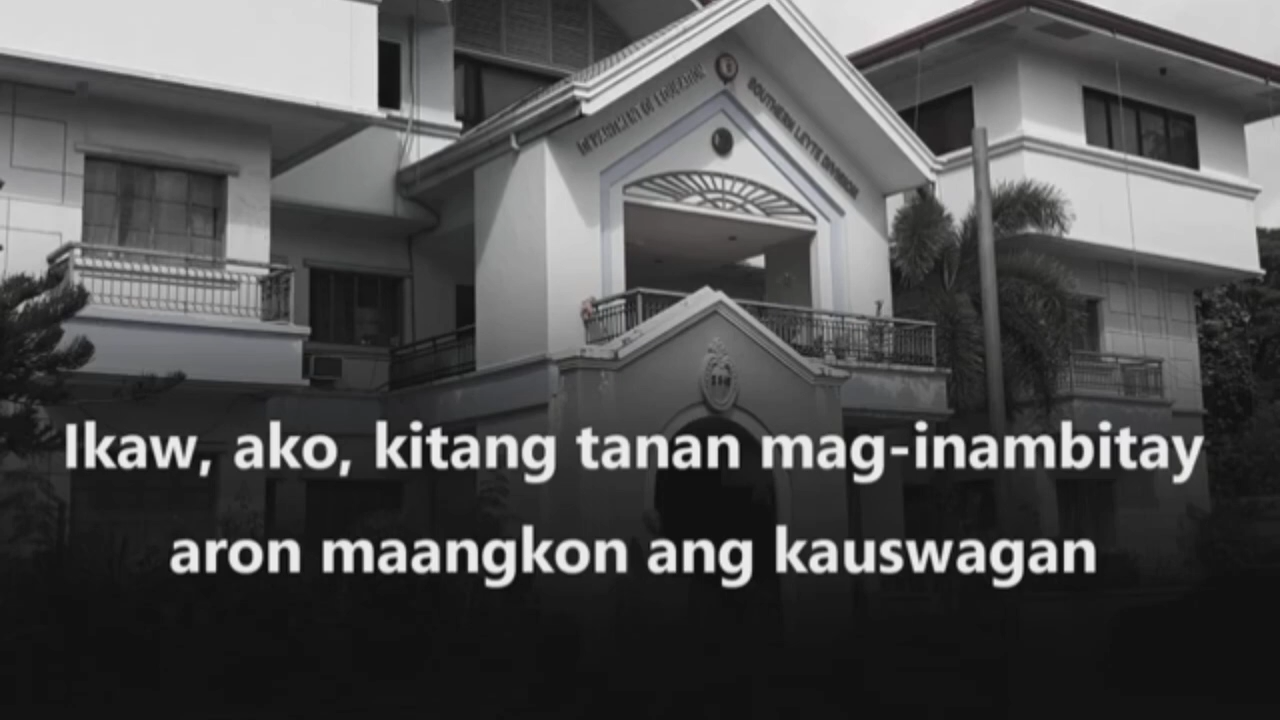 DEPARTMENT OF EDUCATION
SOUTHERN LEYTE DIVISION
Ikaw, ako, kitang tanan mag-inambitay
aron maangkon ang kauswagan